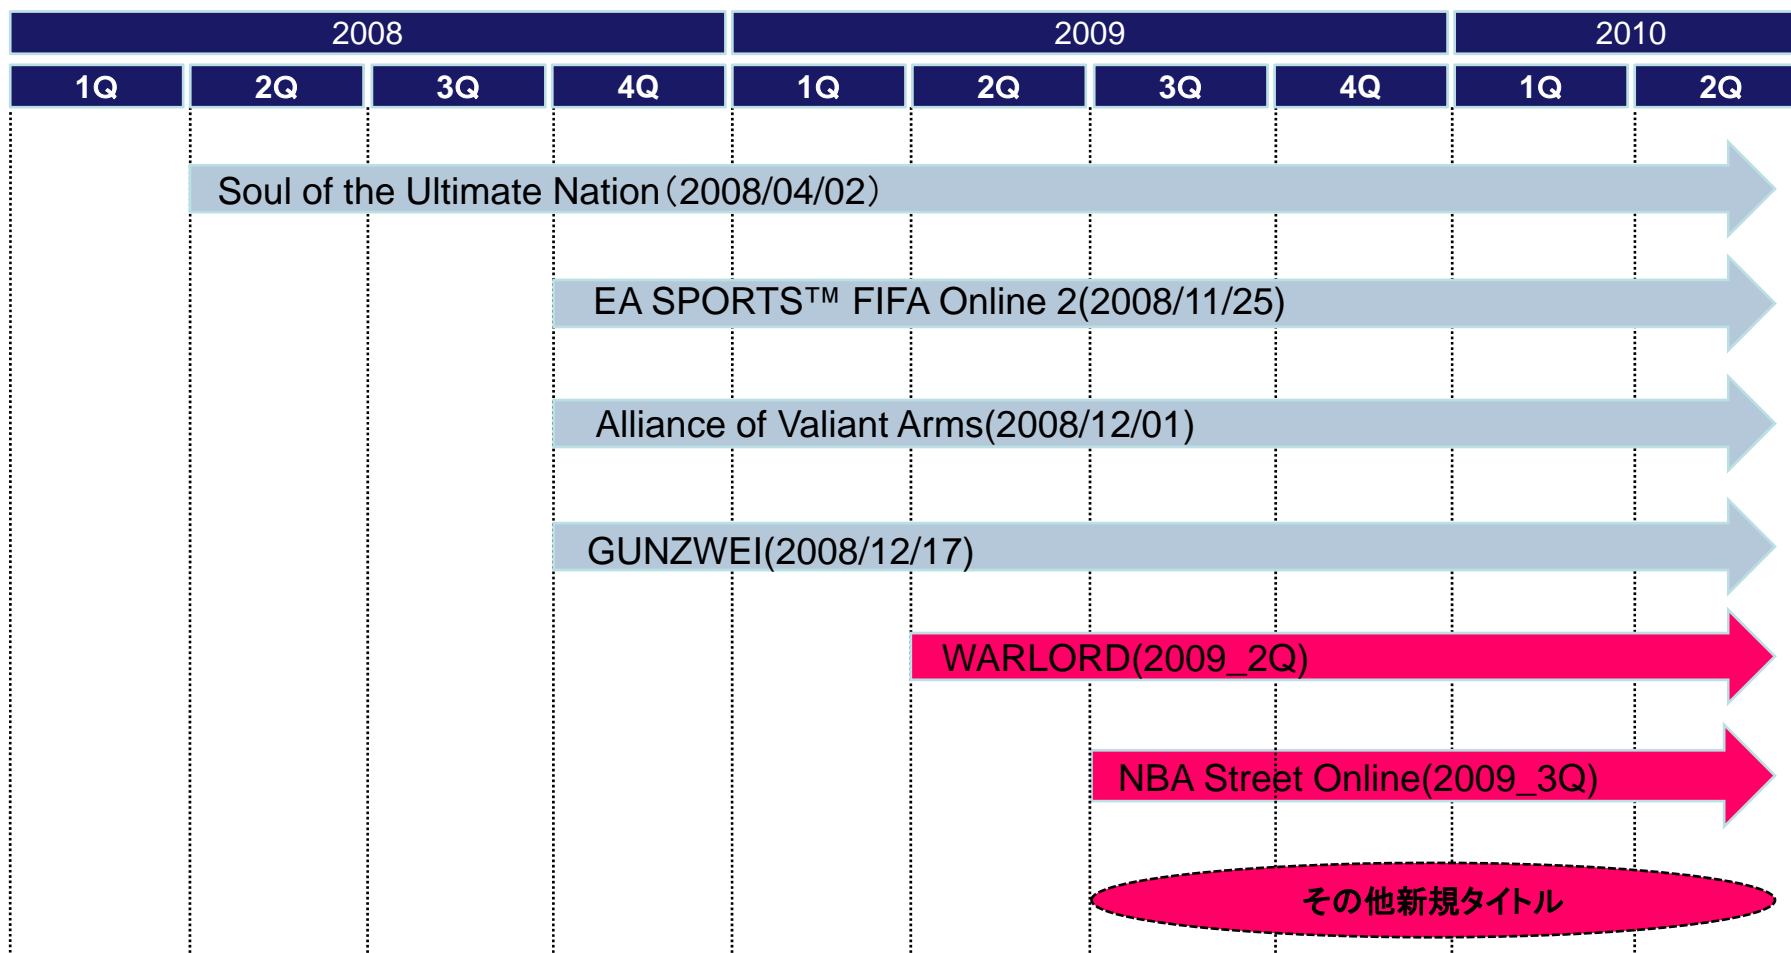 2008 2009 2010
1Q 2Q 3Q 4Q 1Q 2Q 3Q 4Q 1Q 2Q
Soul of the Ultimate Nation（2008/04/02）
EA SPORTS™ FIFA Online 2(2008/11/25)
Alliance of Valiant Arms(2008/12/01)
GUNZWEI(2008/12/17)
WARLORD(2009_2Q)
NBA Street Online(2009_3Q)
その他新規タイトル